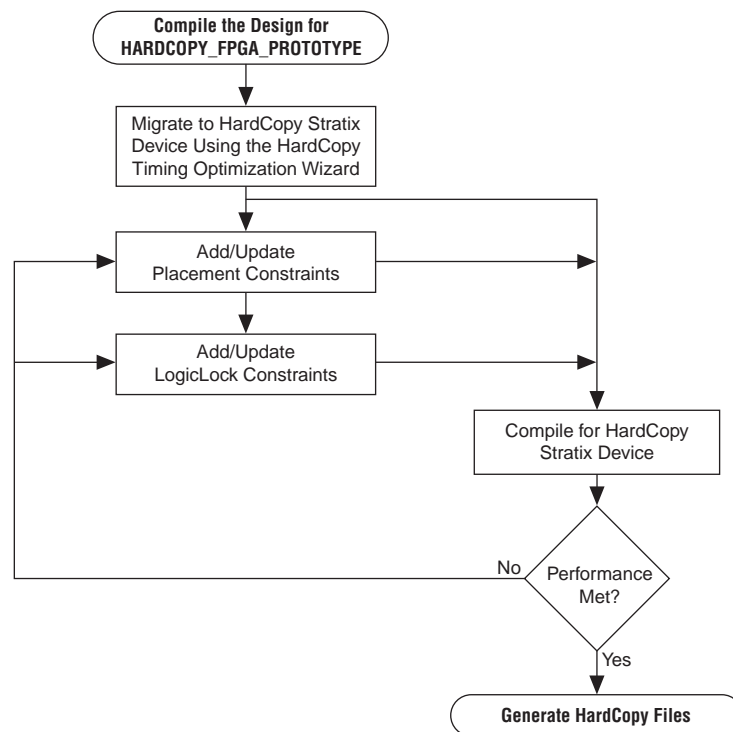 Compile the Design for
HARDCOPY_FPGA_PROTOTYPE
Migrate to HardCopy Stratix
Device Using the HardCopy
Timing Optimization Wizard
Add/Update
Placement Constraints
Add/Update
LogicLock Constraints
Compile for HardCopy
Stratix Device
No
Performance
Met?
Yes
Generate HardCopy Files